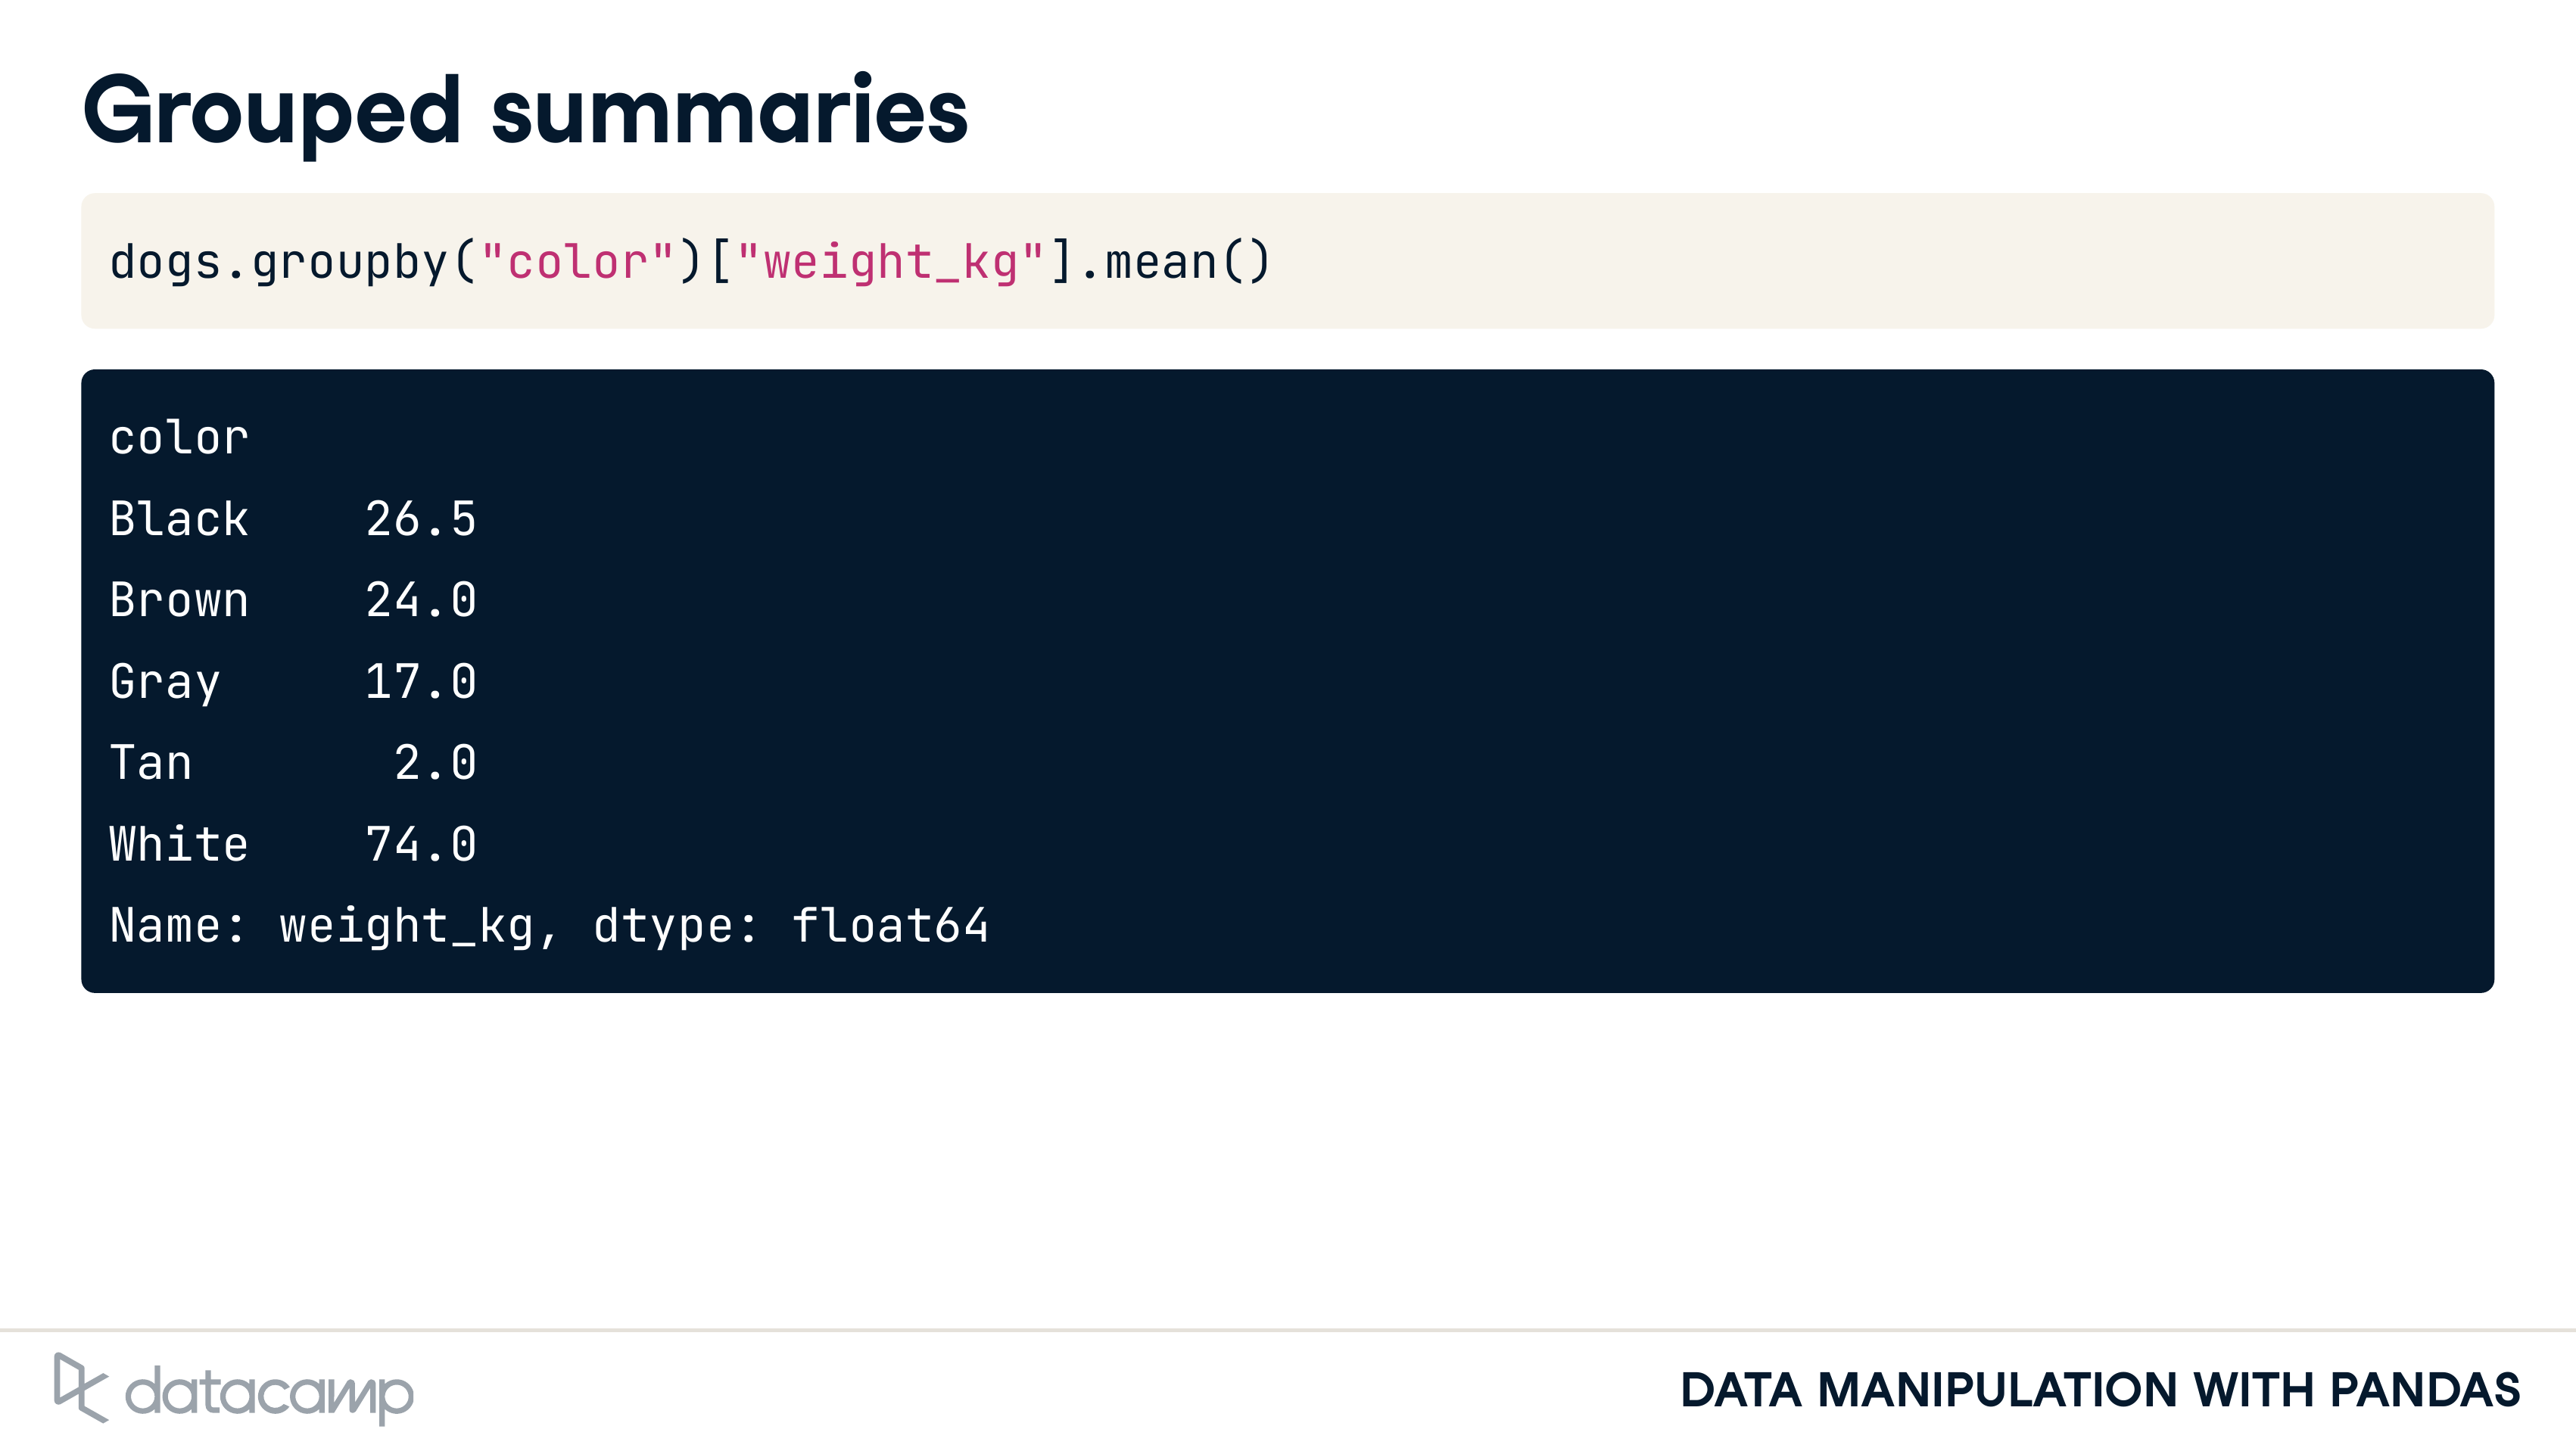 Grouped summaries
dogs.groupby("color")["weight_kg"].mean()
color
Black    26.5
Brown    24.0
Gray     17.0
Tan       2.0
White    74.0
Name: weight_kg, dtype: float64
datacamp
DATA MANIPULATION WITH PANDAS